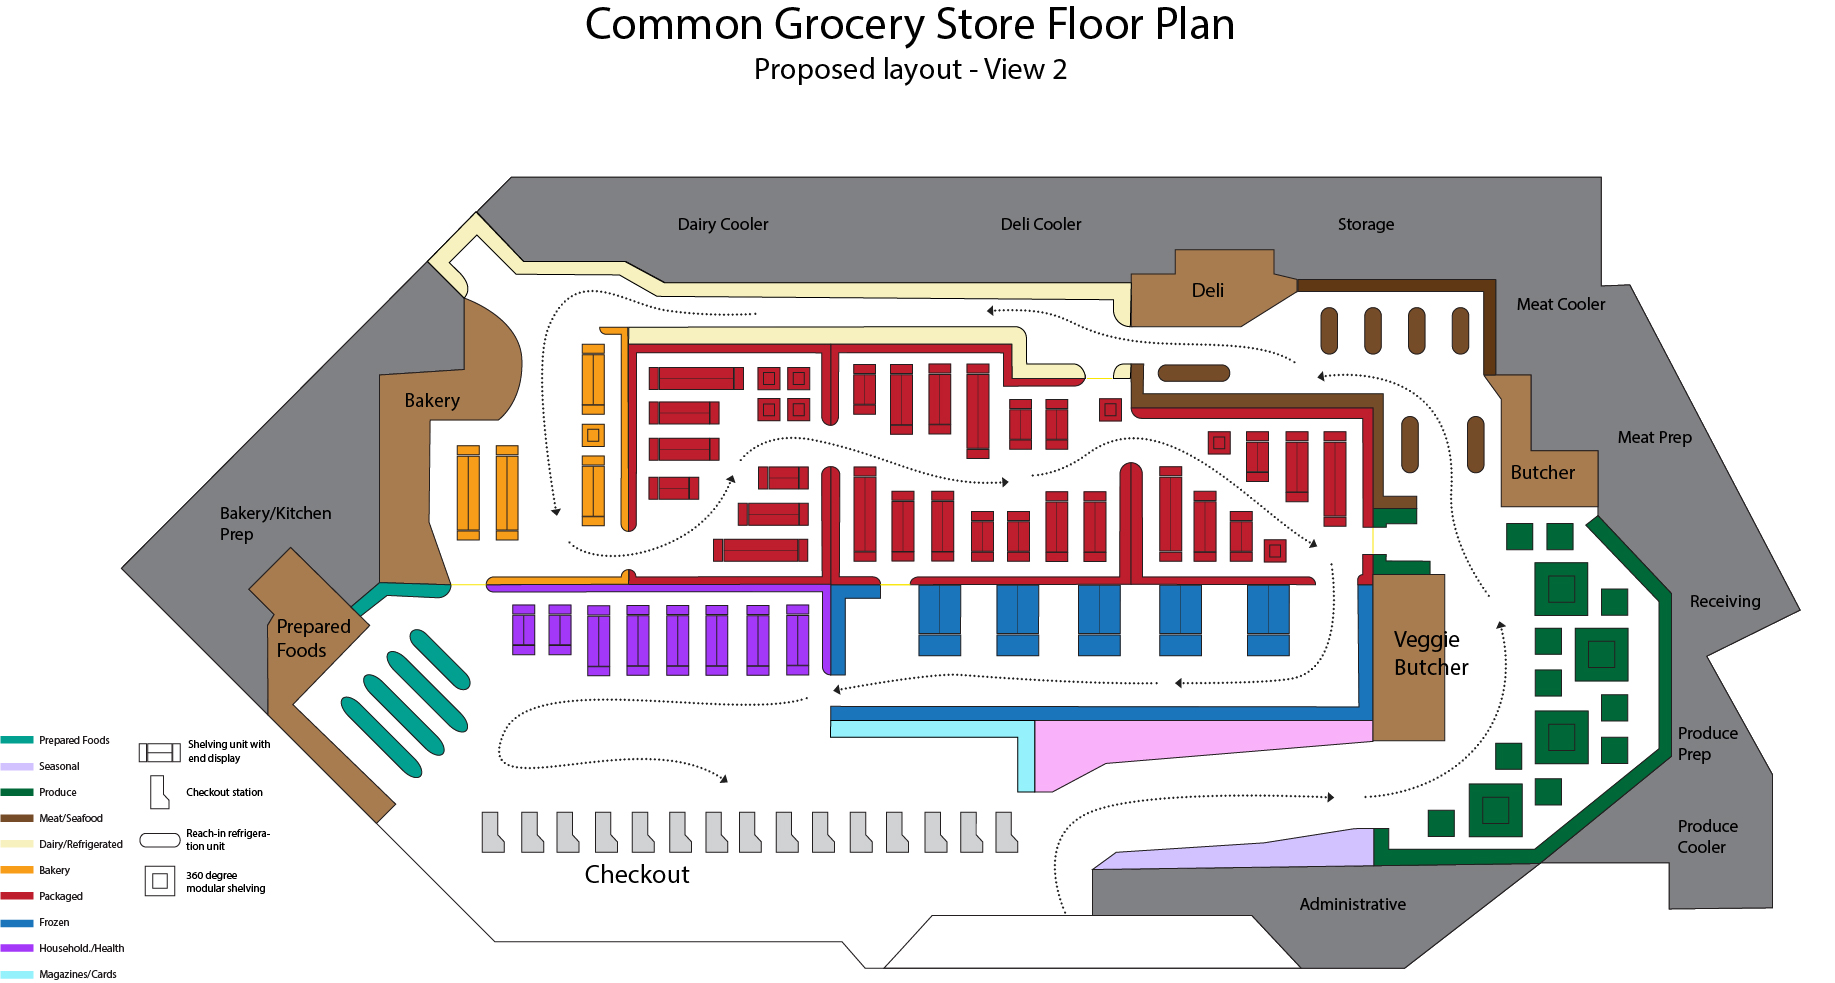 Common Grocery Store Floor Plan
Proposed layout - View 2
Dairy Cooler
Deli Cooler
Storage
Deli
Meat Cooler
Bakery
Meat Prep
Butcher
Bakery/Kitchen
Prep
Receiving
Prepared
Foods
Veggie
Butcher
Produce
Prep
Produce
Cooler
Checkout
Administrative
Prepared Foods
Seasonal
Produce
Meat/Seafood
Dairy/Refrigerated
Bakery
Packaged
Frozen
Household./Health
Magazines/Cards
Shelving unit with
end display
Checkout station
Reach-in refrigera-
tion unit
360 degree
modular shelving